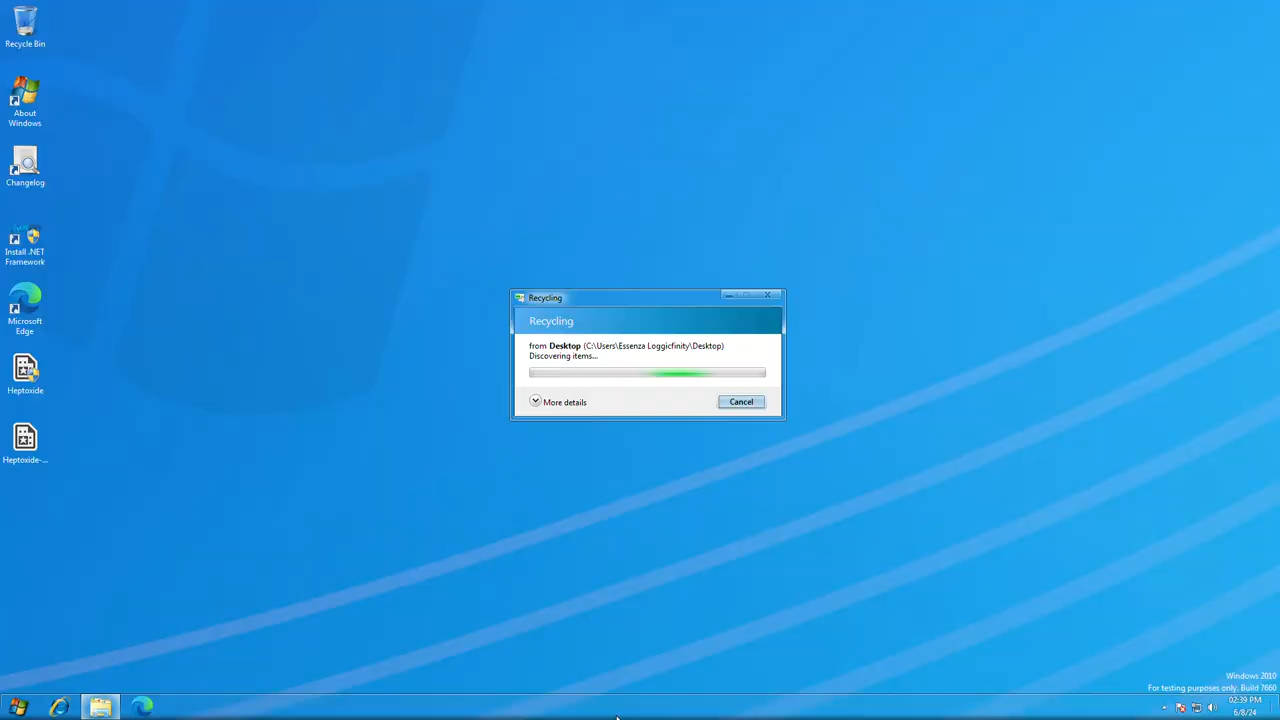 Recycle Bin
About
Windows
Changelog
Install .NET
Framework
Microsoft
Edge
Heptoxide
Heptoxide-...
Recycling
Recycling
from Desktop (C:\Users\Essenza Loggicfinity\Desktop)
Discovering items...
More details
Cancel
Windows 2010
For testing purposes only. Build 7660
02:39 PM
6/8/24